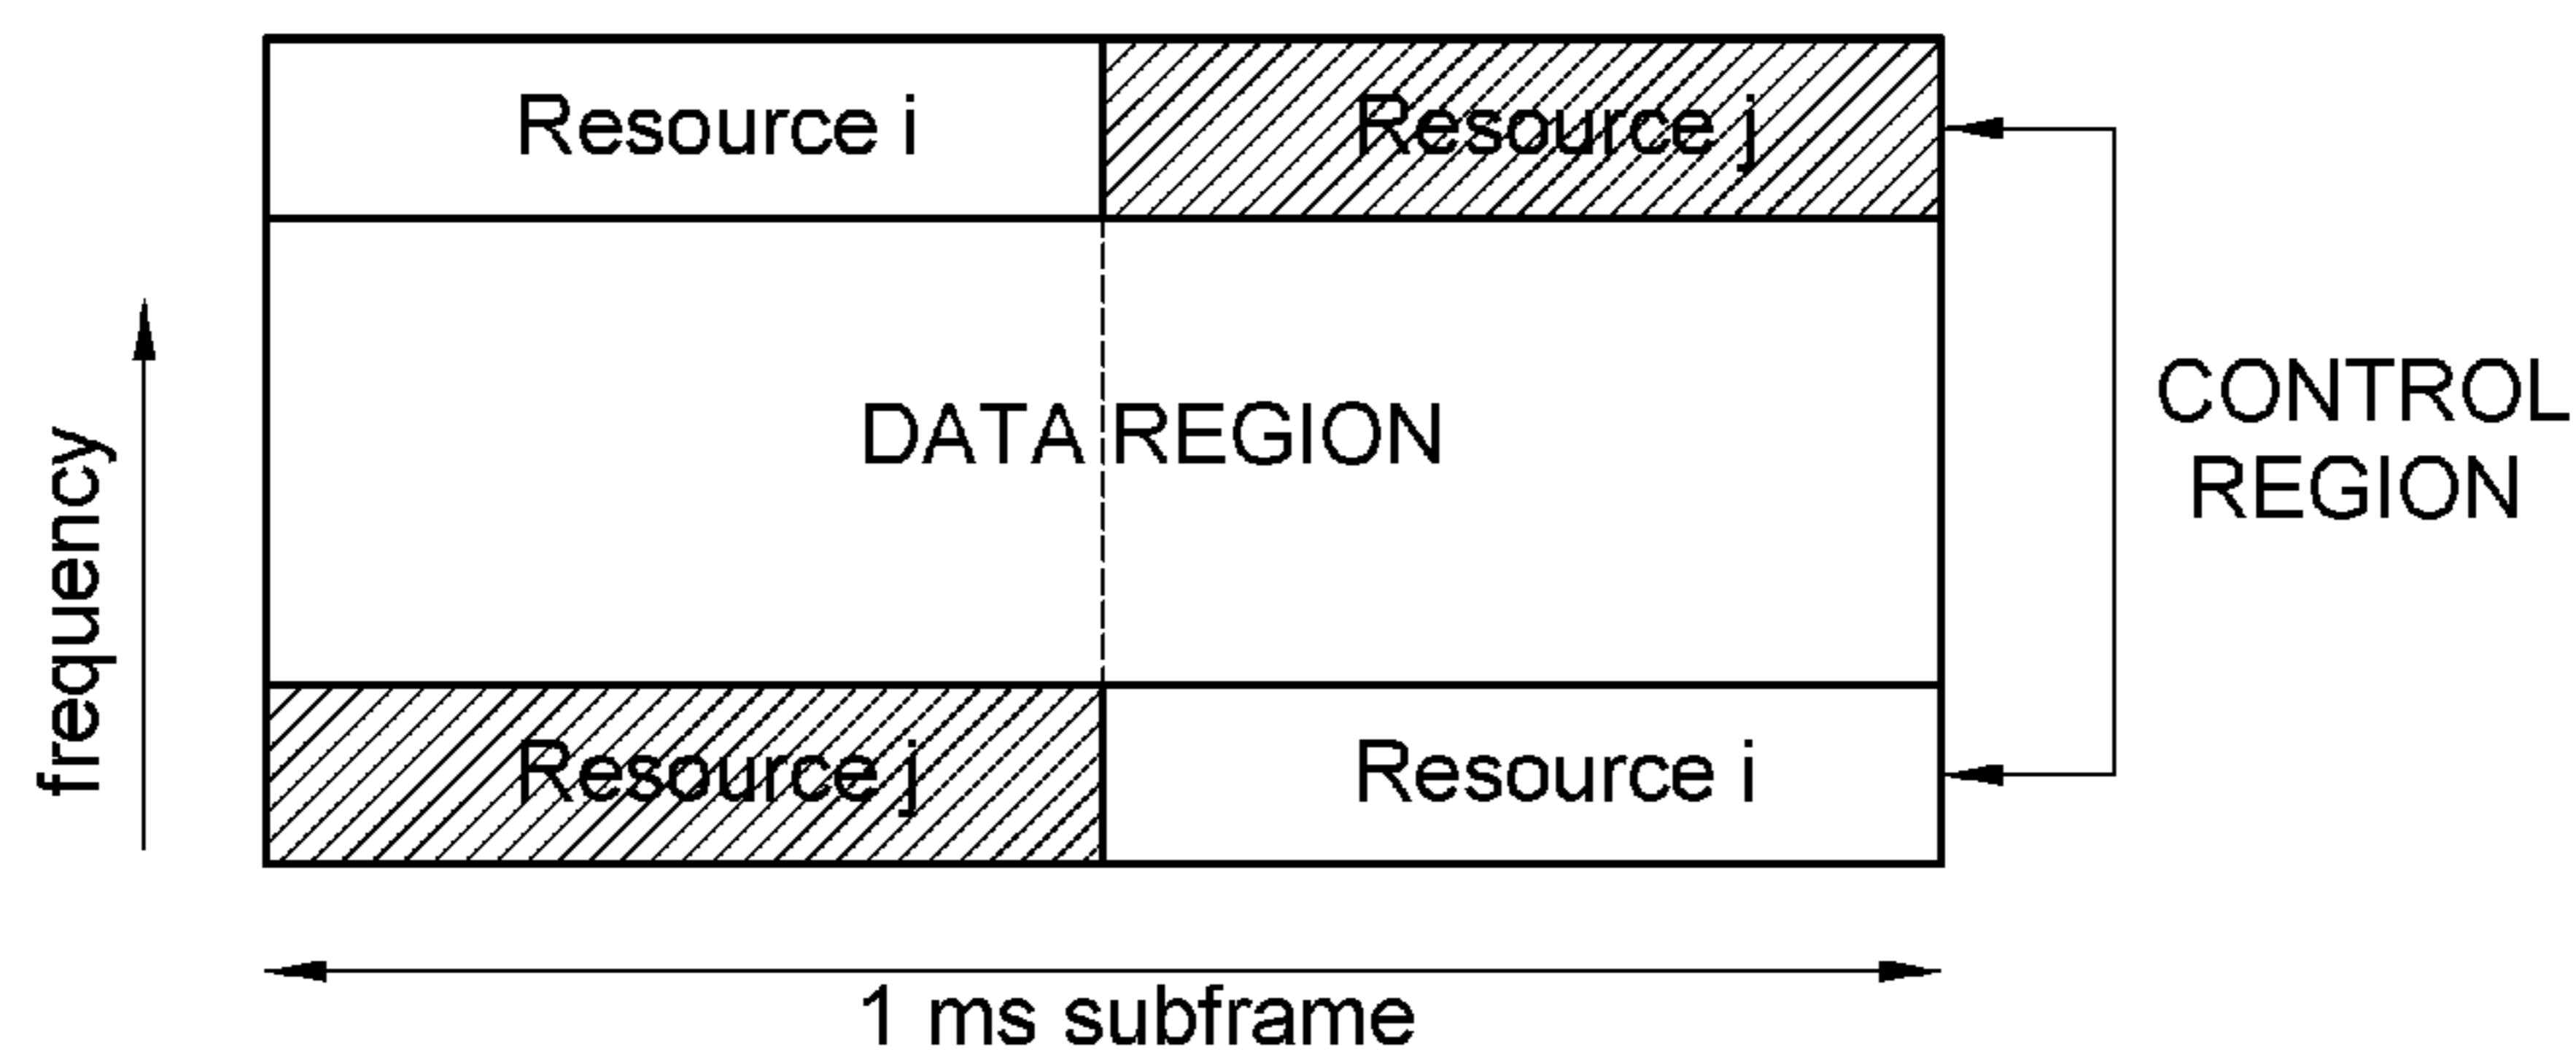 Resource i
Resource j
DATA REGION
CONTROL
REGION
frequency
Resource j
Resource i
1 ms subframe